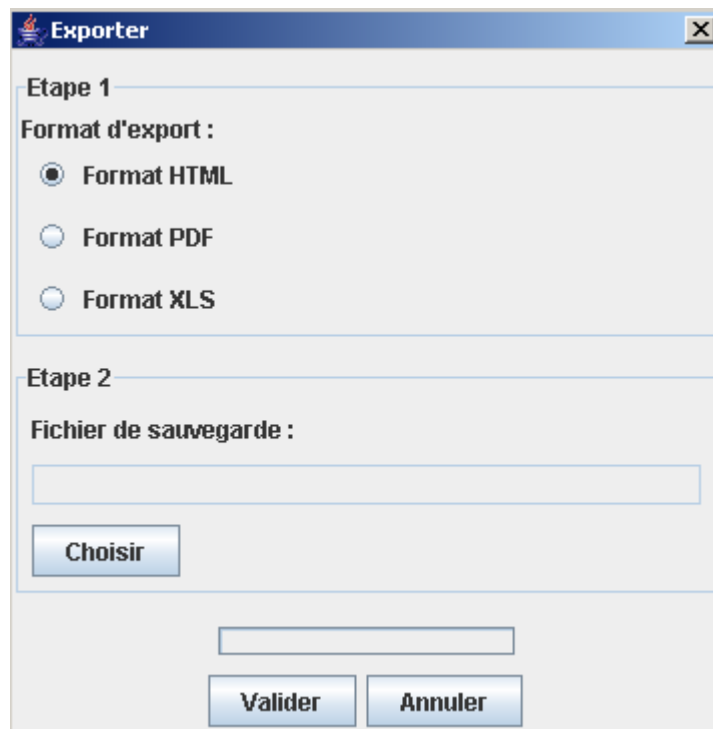 Exporter
Etape 1
Format d'export :
Format HTML
Format PDF
Format XLS
Etape 2
Fichier de sauvegarde :
Choisir
Valider Annuler